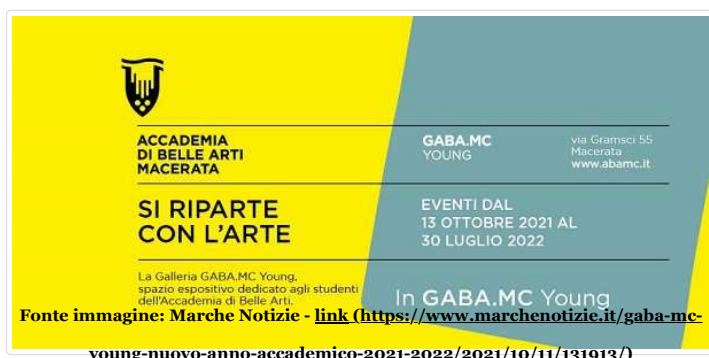 ACCADEMIA
DI BELLE ARTI
MACERATA
GABA.MC
YOUNG
via Gramsci 55
Macerata
www.abamc.it
SI RIPARTE
CON L'ARTE
EVENTI DAL
13 OTTOBRE 2021 AL
30 LUGLIO 2022
La Galleria GABA.MC Young,
spazio espositivo dedicato agli studenti
dell'Accademia di Belle Arti.
In GABA.MC Young
Fonte immagine: Marche Notizie - link (https://www.marchenotizie.it/gaba-mc-
young-nuovo-anno-accademico-2021-2022/2021/10/11/131913/)